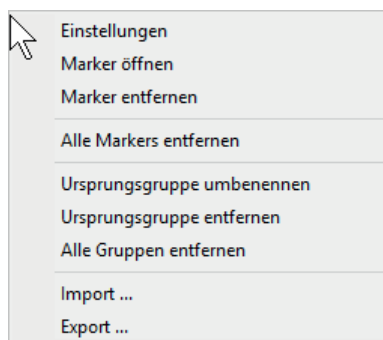 Einstellungen
Marker öffnen
Marker entfernen
Alle Markers entfernen
Ursprungsgruppe umbenennen
Ursprungsgruppe entfernen
Alle Gruppen entfernen
Import ...
Export ...